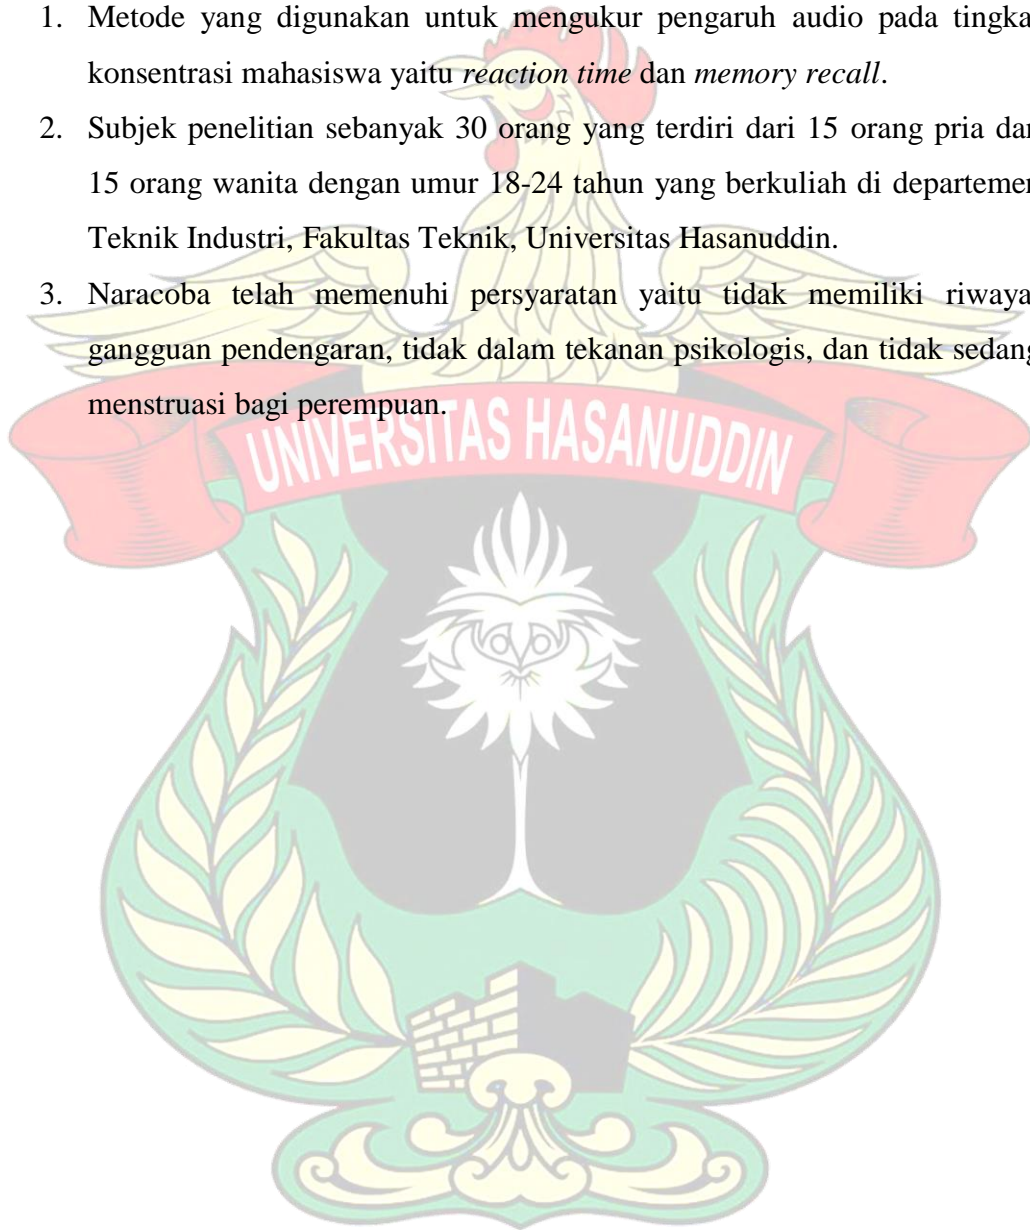 1. Metode yang digunakan untuk mengukur pengaruh audio pada tingka
konsentrasi mahasiswa yaitu reaction time dan memory recall.
2. Subjek penelitian sebanyak 30 orang yang terdiri dari 15 orang pria dan
15 orang wanita dengan umur 18-24 tahun yang berkuliah di departemen
Teknik Industri, Fakultas Teknik, Universitas Hasanuddin.
3. Naracoba telah memenuhi persyaratan yaitu tidak memiliki riwaya
gangguan pendengaran, tidak dalam tekanan psikologis, dan tidak sedang
menstruasi bagi perempuan.
UNIVERSITAS HASANUDDIN